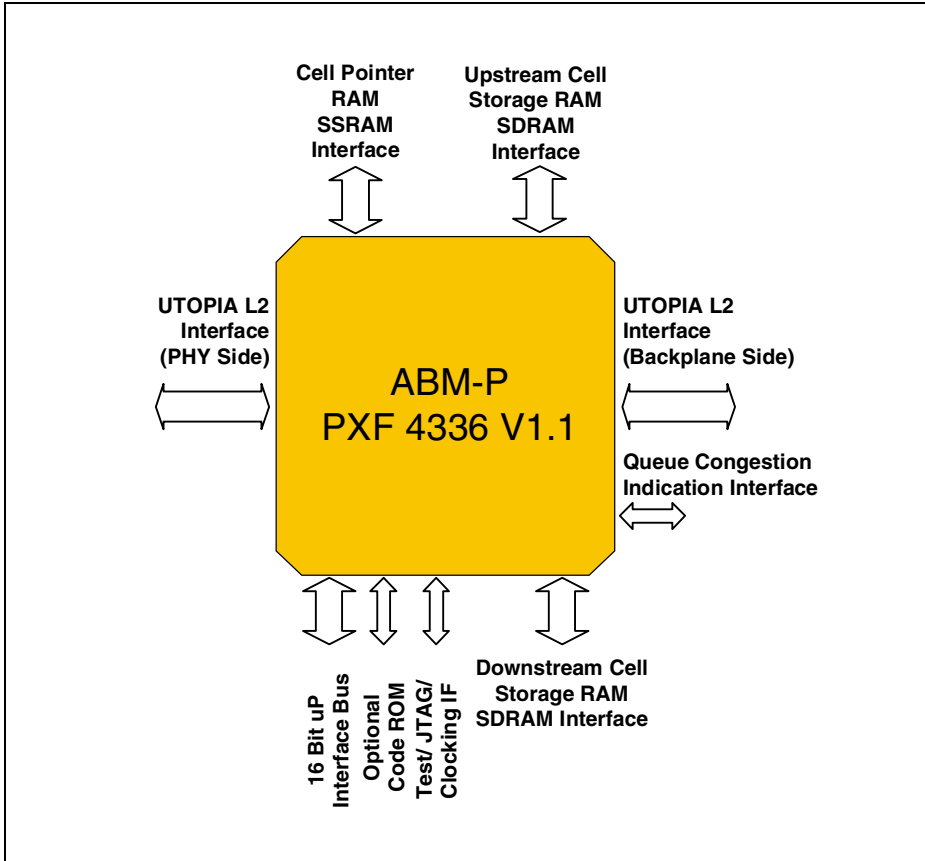 Cell Pointer
RAM
SSRAM
Interface
Upstream Cell
Storage RAM
SDRAM
Interface
UTOPIA L2
Interface
(PHY Side)
ABM-P
PXF 4336 V1.1
UTOPIA L2
Interface
(Backplane Side)
Queue Congestion
Indication Interface
16 Bit uP
Interface Bus
Optional
Code ROM
Test/ JTAG/
Clocking IF
Downstream Cell
Storage RAM
SDRAM Interface